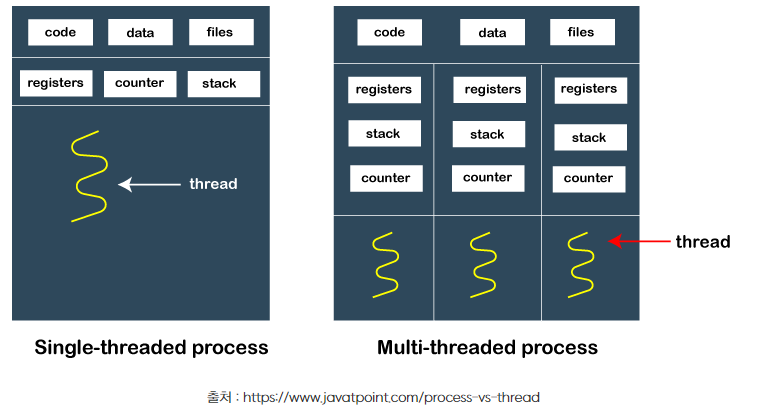 code data files
registers counter stack
thread
Single-threaded process
code data files
registers registers registers
stack stack stack
counter counter counter
thread
Multi-threaded process
출처 : https://www.javatpoint.com/process-vs-thread